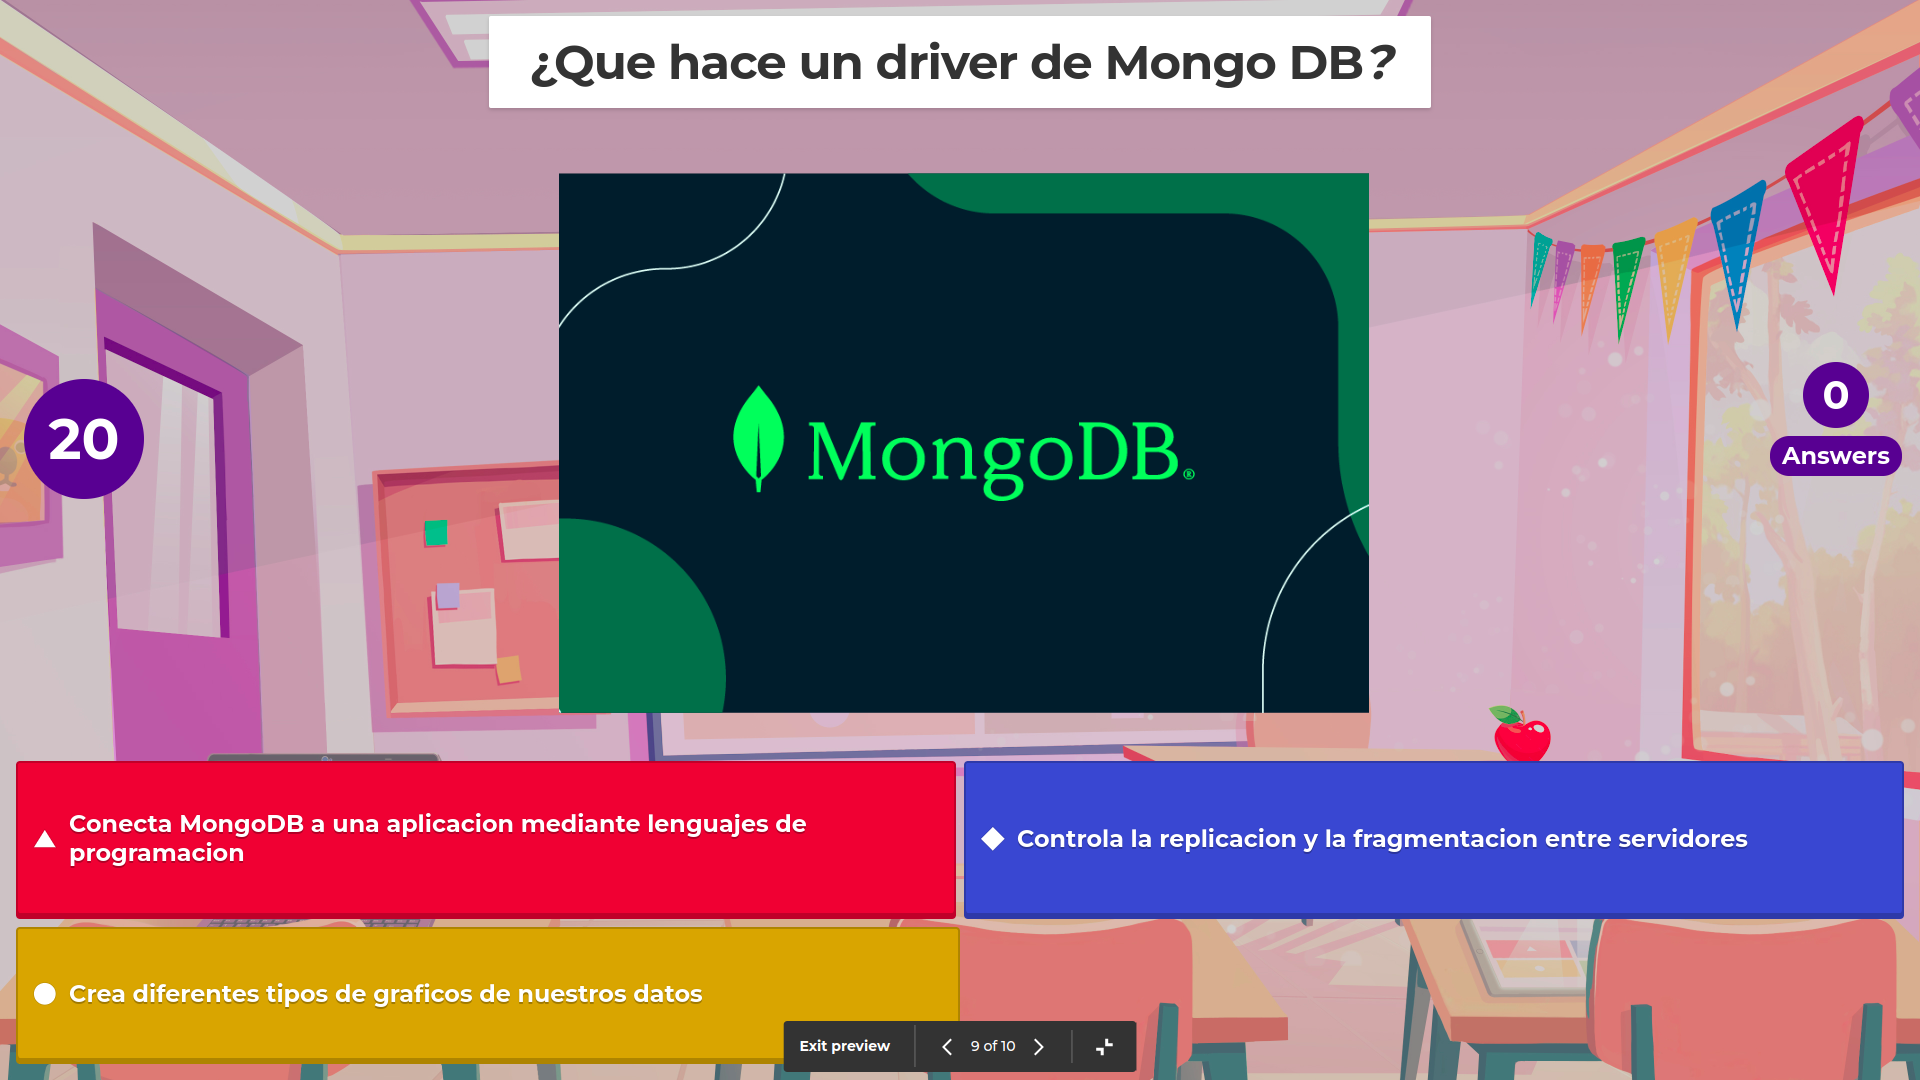 ¿Que hace un driver de Mongo DB?
MongoDB®
20
0
Answers
Conecta MongoDB a una aplicacion mediante lenguajes de
programacion
Controla la replicacion y la fragmentacion entre servidores
Crea diferentes tipos de graficos de nuestros datos
Exit preview
9 of 10